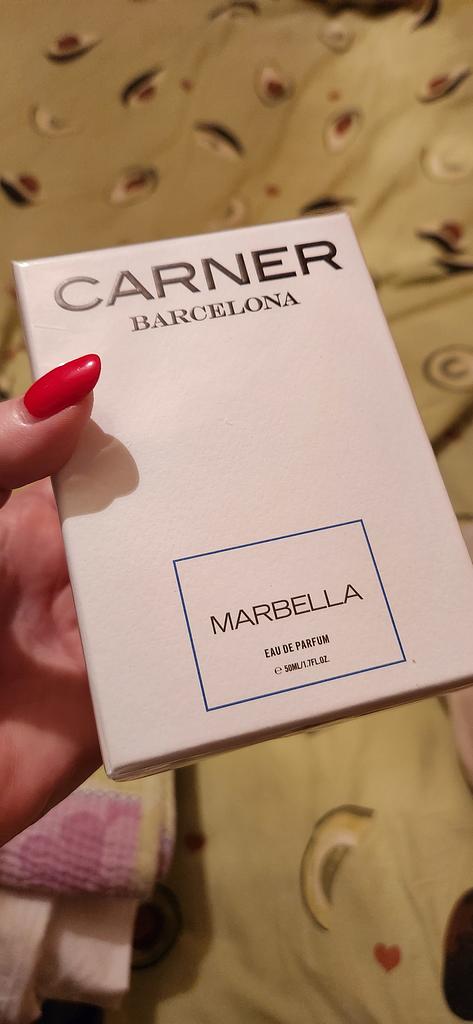 CARNER
BARCELONA
MARBELLA
EAU DE PARFUM
℮ 50ML/1.7FL.OZ.